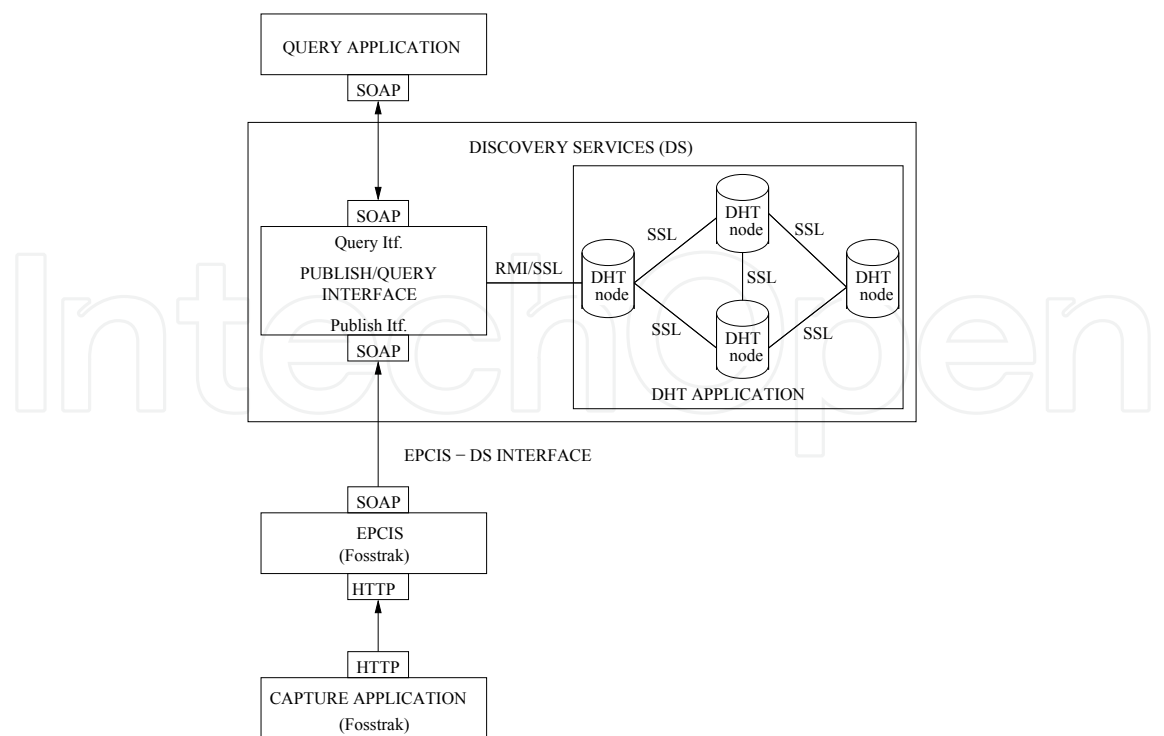 QUERY APPLICATION
SOAP
DISCOVERY SERVICES (DS)
SOAP
Query Itf.
PUBLISH/QUERY
INTERFACE
Publish Itf.
SOAP
RMI/SSL
DHT
node
SSL
DHT
node
SSL
SSL
DHT
node
SSL
DHT
node
SSL
DHT APPLICATION
EPCIS − DS INTERFACE
SOAP
EPCIS
(Fosstrak)
HTTP
HTTP
CAPTURE APPLICATION
(Fosstrak)
IntechOpen